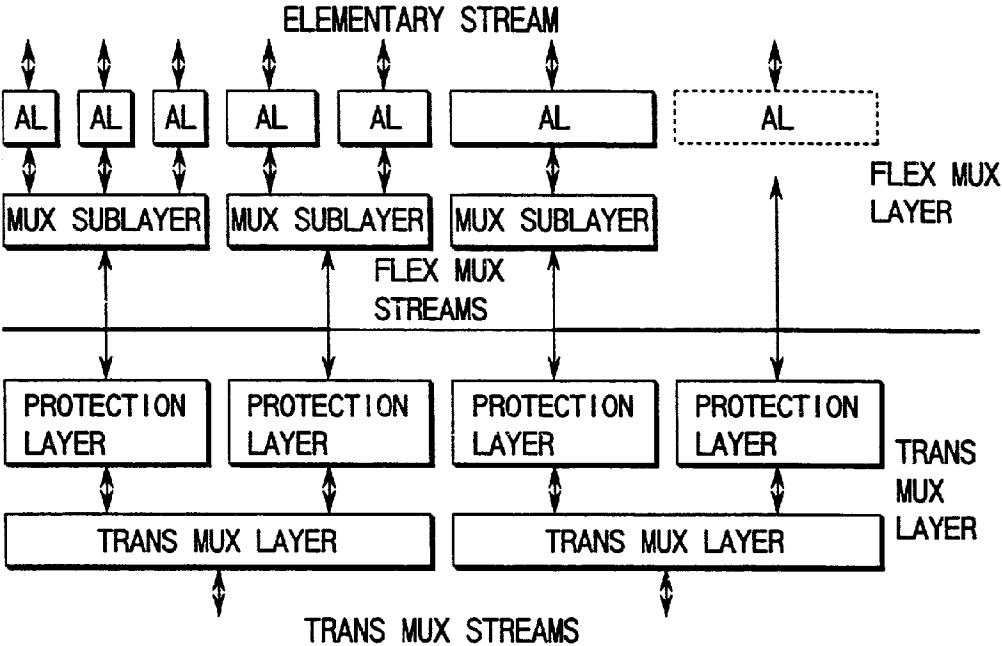 ELEMENTARY STREAM
AL AL AL AL AL AL AL
FLEX MUX
LAYER
MUX SUBLAYER MUX SUBLAYER MUX SUBLAYER
FLEX MUX
STREAMS
PROTECTION LAYER
PROTECTION LAYER
PROTECTION LAYER
PROTECTION LAYER
TRANS
MUX
LAYER
TRANS MUX LAYER TRANS MUX LAYER
TRANS MUX STREAMS